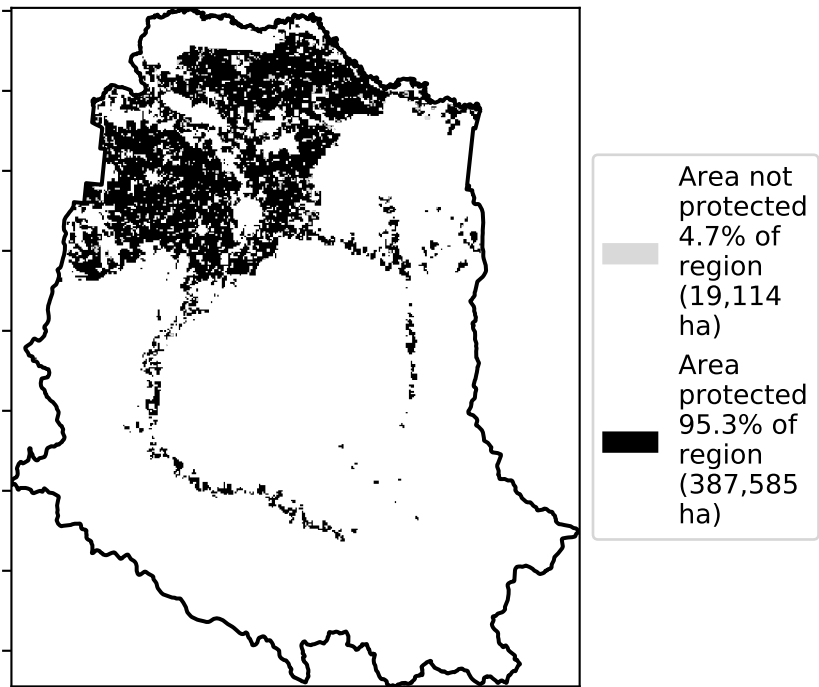 Area not
protected
4.7% of
region
(19,114
ha)
Area
protected
95.3% of
region
(387,585
ha)